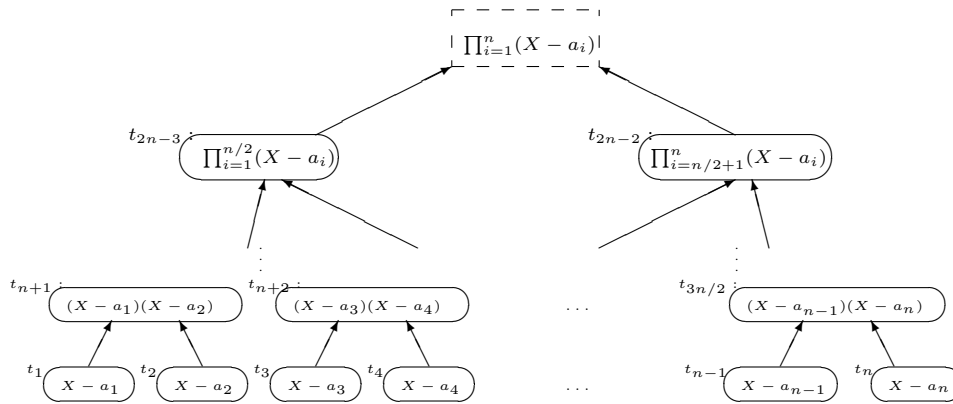 ∏_{i=1}^{n}(X − a_i)
t_{2n−3} : t_{2n−2} :
∏_{i=1}^{n/2}(X − a_i) ∏_{i=n/2+1}^{n}(X − a_i)
t_{n+1} : t_{n+2} : t_{3n/2} :
(X − a_1)(X − a_2) (X − a_3)(X − a_4) ... (X − a_{n−1})(X − a_n)
t_1 t_2 t_3 t_4 t_{n−1} t_n
X − a_1 X − a_2 X − a_3 X − a_4 ... X − a_{n−1} X − a_n